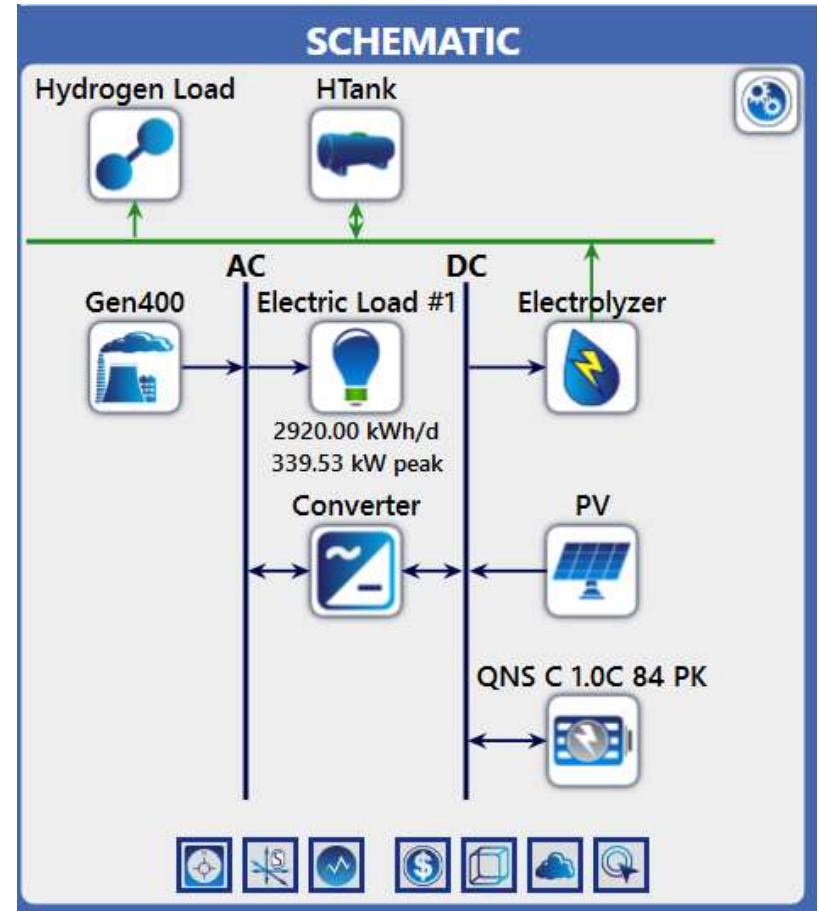 SCHEMATIC
Hydrogen Load
HTank
AC
DC
Gen400
Electric Load #1
Electrolyzer
2920.00 kWh/d
339.53 kW peak
Converter
PV
QNS C 1.0C 84 PK
S
$